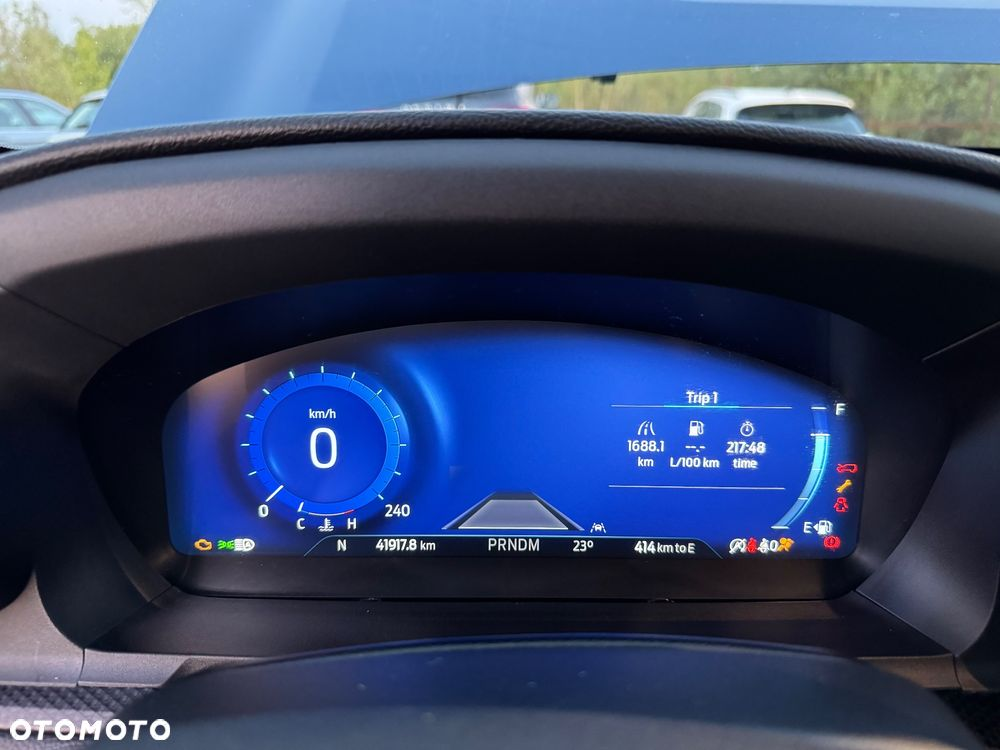 Trip 1
km/h
0
1688.1 --.- 217:48
km L/100 km time
F
0 240
C H
E
N 41917.8 km PRNDM 23° 414 km to E
OTOMOTO